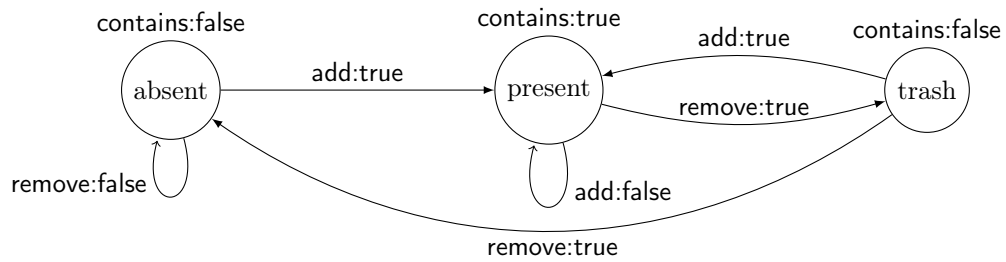 contains:false
contains:true
contains:false
absent
add:true
present
add:true
remove:true
trash
remove:false
add:false
remove:true